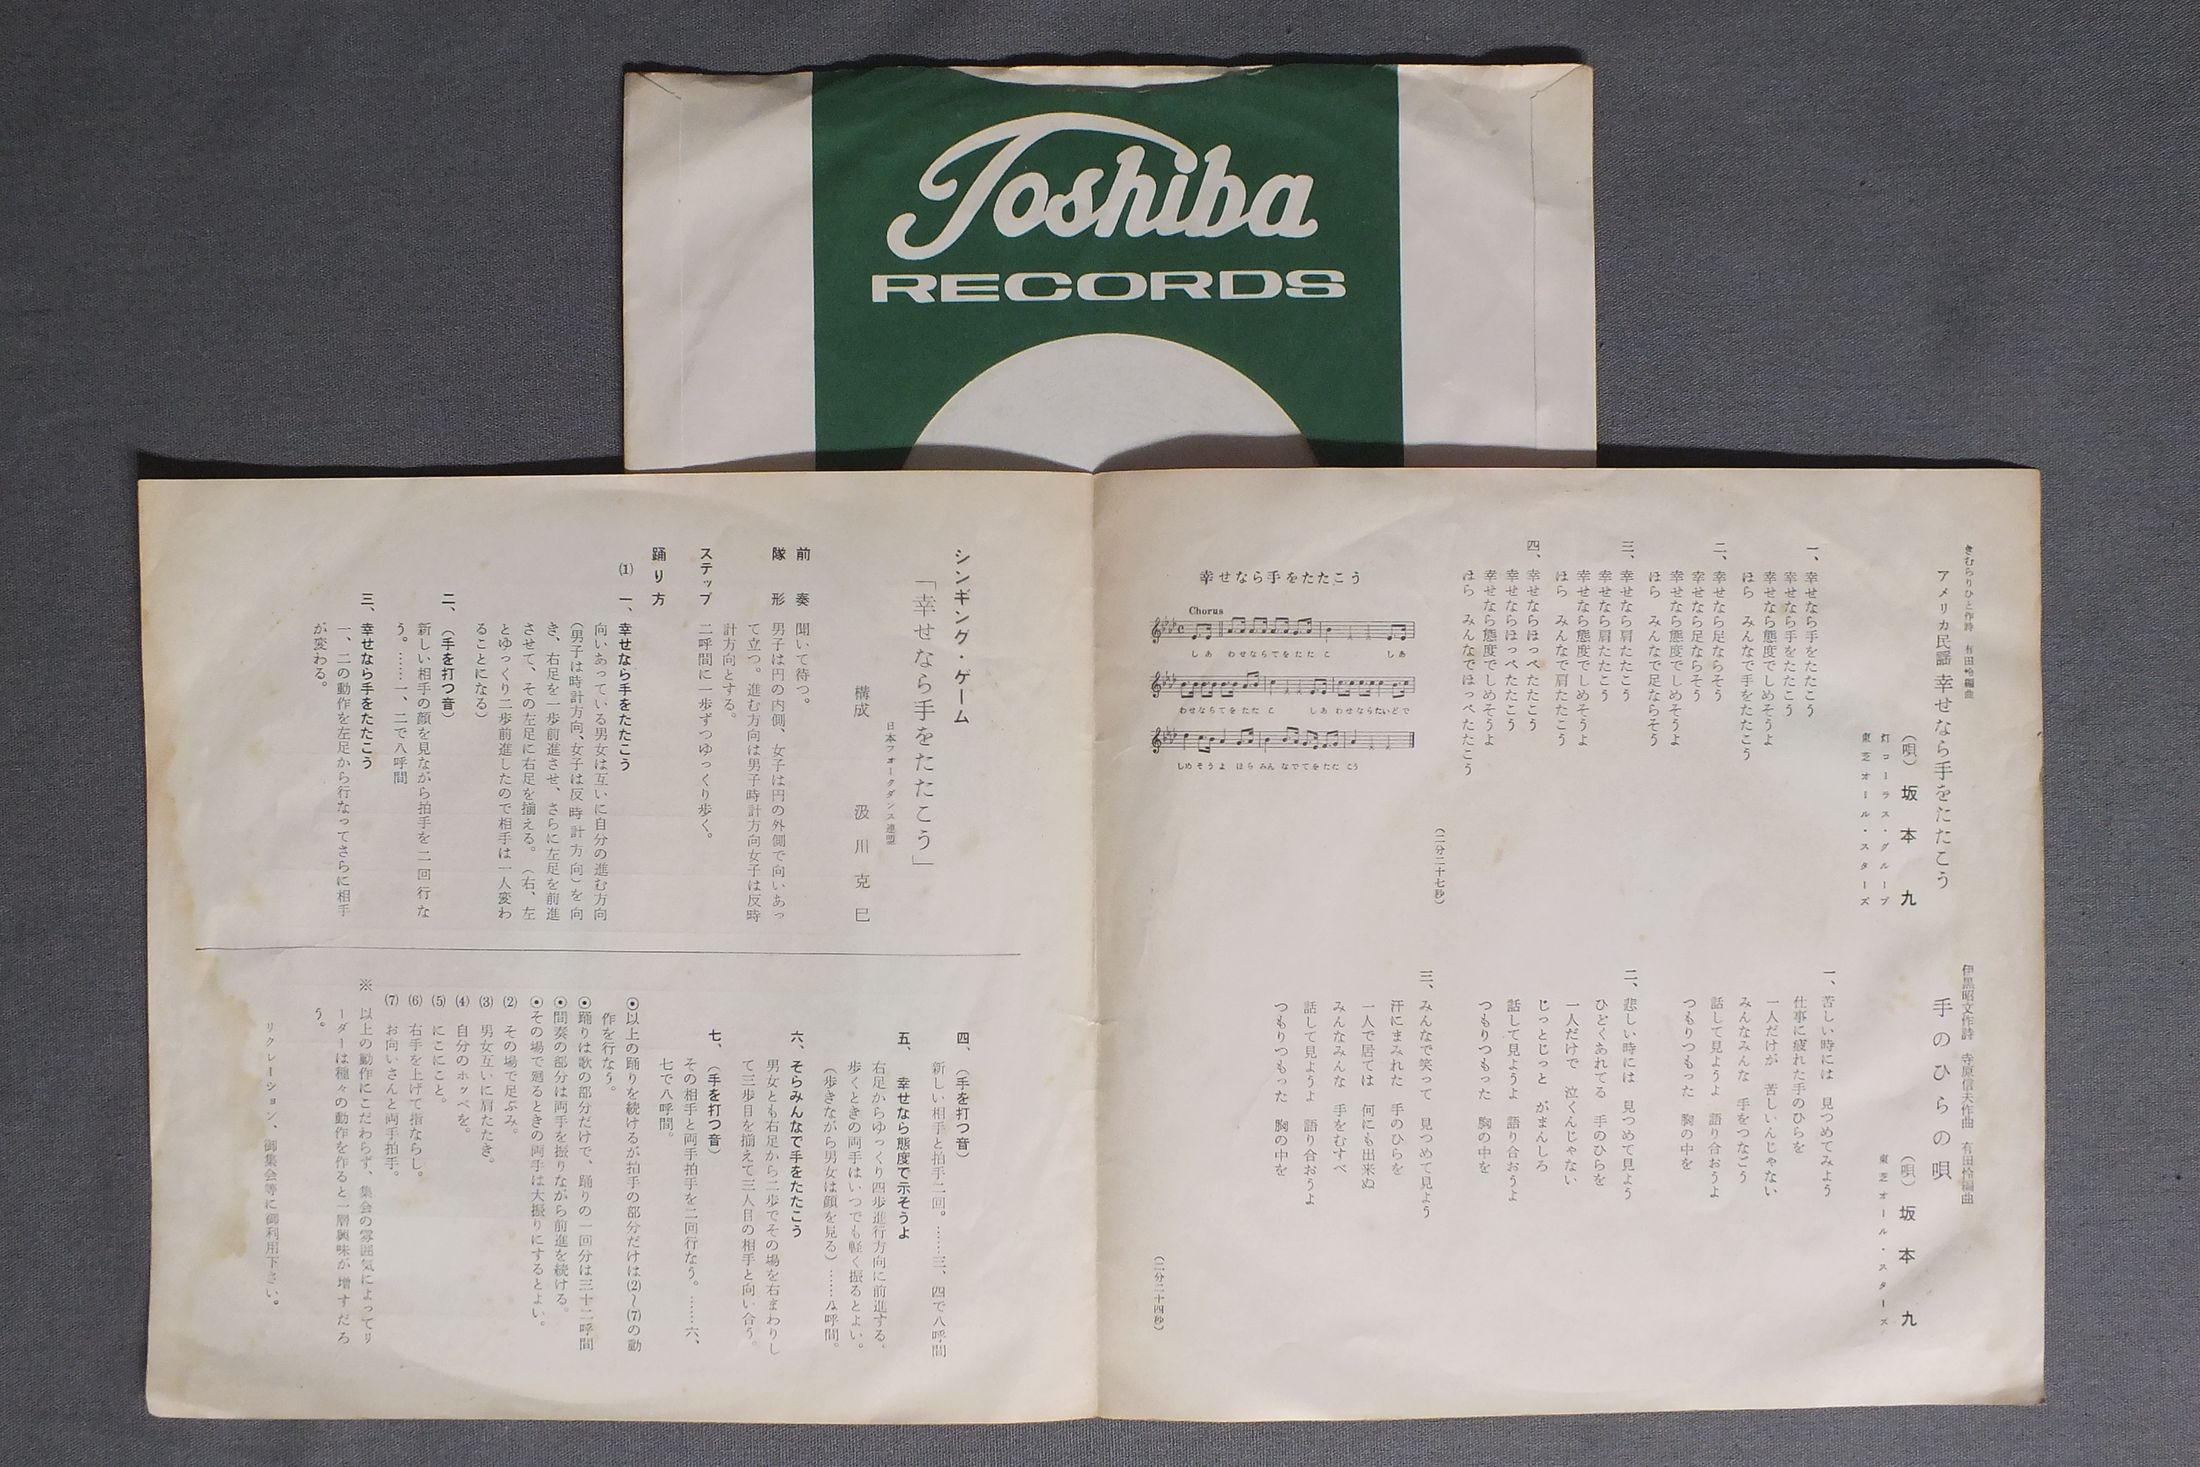 Toshiba
RECORDS
きむらりひと作詩　有田怜編曲
アメリカ民謡 幸せなら手をたたこう
（唄）坂本九
灯コーラス・グループ
東芝オール・スターズ
一、幸せなら手をたたこう
幸せなら手をたたこう
幸せなら態度でしめそうよ
ほら　みんなで手をたたこう
二、幸せなら足ならそう
幸せなら足ならそう
幸せなら態度でしめそうよ
ほら　みんなで足ならそう
三、幸せなら肩たたこう
幸せなら肩たたこう
幸せなら態度でしめそうよ
ほら　みんなで肩たたこう
四、幸せならほっぺたたこう
幸せならほっぺたたこう
幸せなら態度でしめそうよ
ほら　みんなでほっぺたたこう
（二分二十七秒）
幸せなら手をたたこう
Chorus
しあ　わせならてをたたこ　しあ
わせならてをたたこ　しあ　わせならたいどで
しめそうよ　ほら　みんなでてをたたこう
伊黒昭文作詩　寺原信夫作曲　有田怜編曲
手のひらの唄
（唄）坂本九
東芝オール・スターズ
一、苦しい時には　見つめてみよう
仕事に疲れた手のひらを
一人だけが　苦しいんじゃない
みんなみんな　手をつなごう
話して見ようよ　語り合おうよ
つもりつもった　胸の中を
二、悲しい時には　見つめて見よう
ひどくあれてる　手のひらを
一人だけで　泣くんじゃない
じっとじっと　がまんしろ
話して見ようよ　語り合おうよ
つもりつもった　胸の中を
三、みんなで笑って　見つめて見よう
汗にまみれた　手のひらを
一人で居ては　何にも出来ぬ
みんなみんな　手をむすべ
話して見ようよ　語り合おうよ
つもりつもった　胸の中を
（二分二十四秒）
シンギング・ゲーム
「幸せなら手をたたこう」
日本フォークダンス連盟
構成　汲川克巳
前奏　聞いて待つ。
隊形　男子は円の内側、女子は円の外側で向いあっ
て立つ。進む方向は男子時計方向女子は反時
計方向とする。
ステップ　二呼間に一歩ずつゆっくり歩く。
踊り方
(1)　一、幸せなら手をたたこう
向いあっている男女は互いに自分の進む方向
（男子は時計方向、女子は反時計方向）を向
き、右足を一歩前進させ、さらに左足を前進
させて、その左足に右足を揃える。（右、左
とゆっくり二歩前進したので相手は一人変わ
ることになる）
二、（手を打つ音）
新しい相手の顔を見ながら拍手を二回行な
う。……一、二で八呼間
三、幸せなら手をたたこう
一、二の動作を左足から行なってさらに相手
が変わる。
四、（手を打つ音）
新しい相手と拍手二回。……三、四で八呼間
五、幸せなら態度で示そうよ
右足からゆっくり四歩進行方向に前進する、
歩くときの両手はいつでも軽く振るとよい。
（歩きながら男女は顔を見る）……八呼間。
六、そらみんなで手をたたこう
男女とも右足から二歩でその場を右まわりし
て三歩目を揃えて三人目の相手と向い合う。
七、（手を打つ音）
その相手と両手拍手を二回行なう。……六、
七で八呼間。
⦿以上の踊りを続けるが拍手の部分だけは(2)〜(7)の動
作を行なう。
⦿踊りは歌の部分だけで、踊りの一回分は三十二呼間
⦿間奏の部分は両手を振りながら前進を続ける。
⦿その場で廻るときの両手は大振りにするとよい。
(2)　その場で足ぶみ。
(3)　男女互いに肩たたき。
(4)　自分のホッペを。
(5)　にこにこと。
(6)　右手を上げて指ならし。
(7)　お向いさんと両手拍手。
※　以上の動作にこだわらず、集会の雰囲気によってリ
ーダーは種々の動作を作ると一層興味が増すだろ
う。
リクレーション、御集会等に御利用下さい。